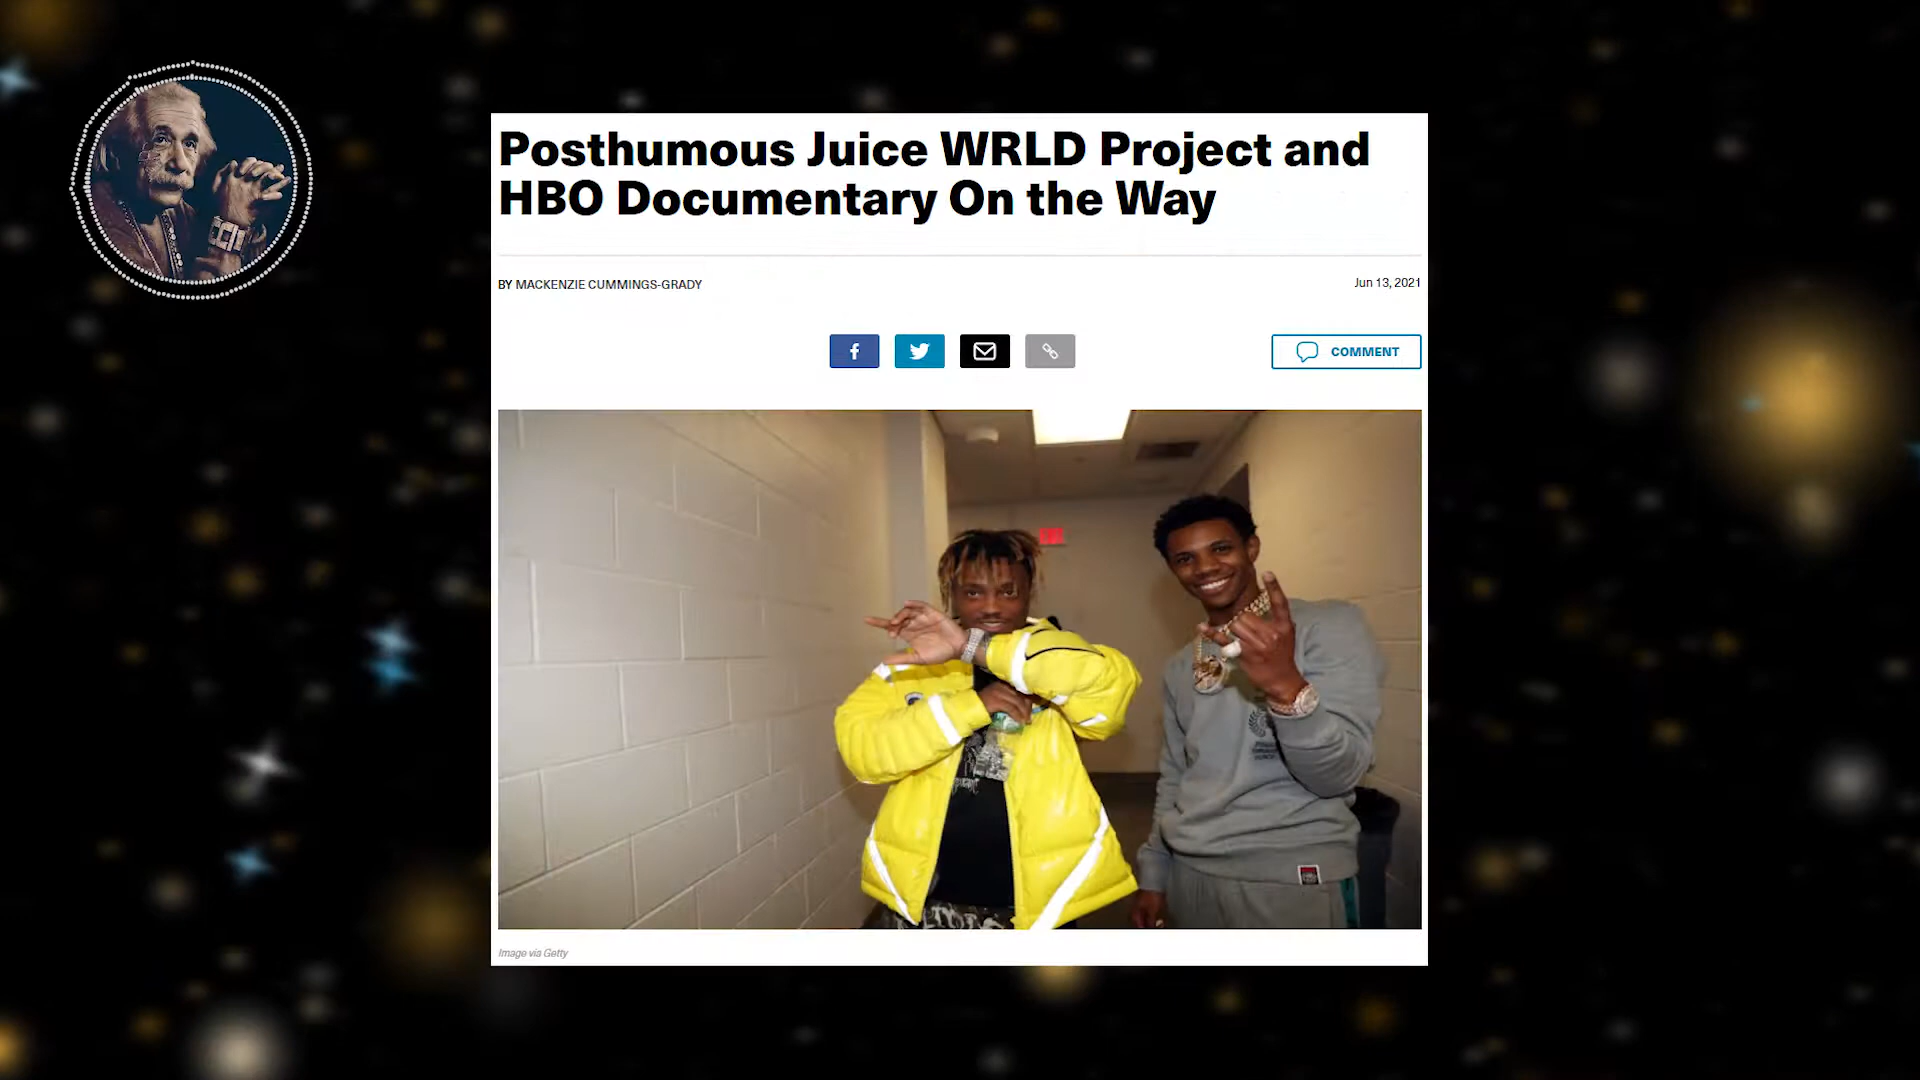 Posthumous Juice WRLD Project and
HBO Documentary On the Way
BY MACKENZIE CUMMINGS-GRADY
Jun 13, 2021
COMMENT
Image via Getty